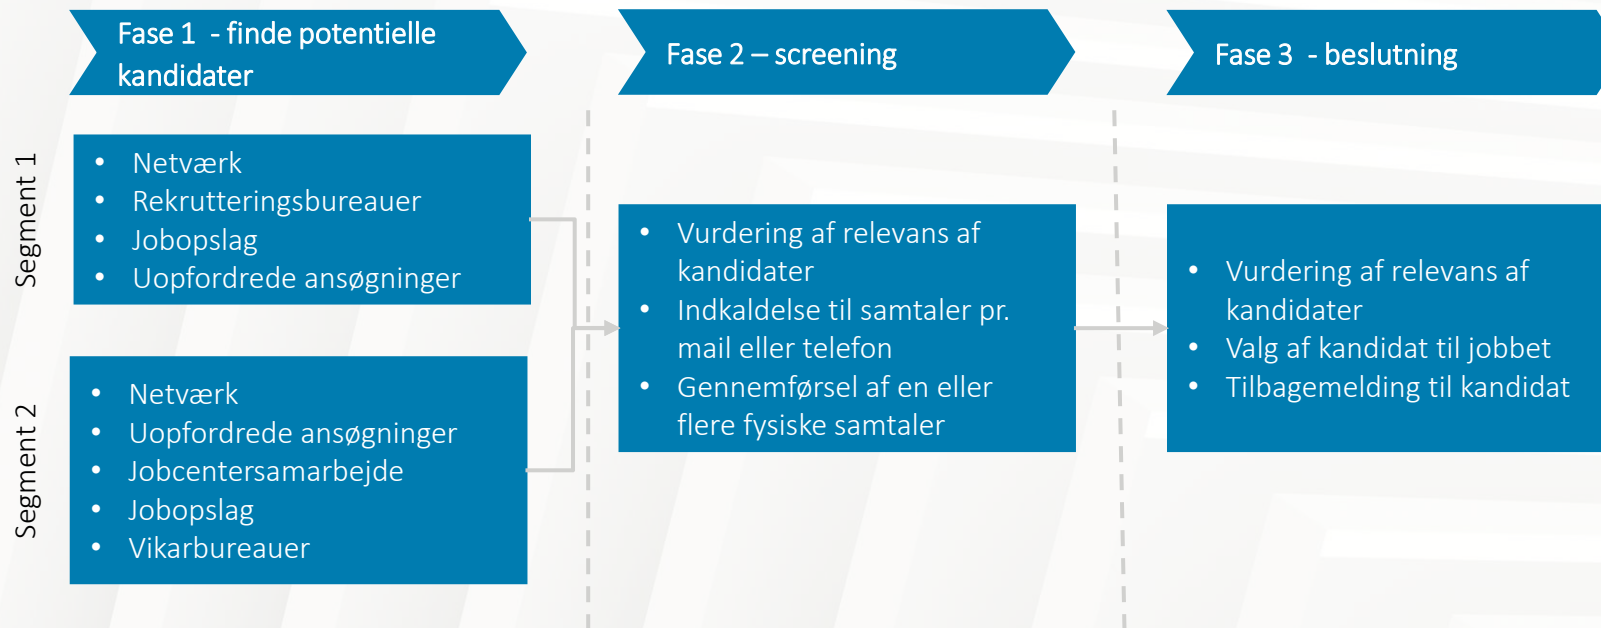 Fase 1  - finde potentielle
kandidater
Fase 2 – screening
Fase 3  - beslutning
Segment 1
• Netværk
• Rekrutteringsbureauer
• Jobopslag
• Uopfordrede ansøgninger
Segment 2
• Netværk
• Uopfordrede ansøgninger
• Jobcentersamarbejde
• Jobopslag
• Vikarbureauer
• Vurdering af relevans af
kandidater
• Indkaldelse til samtaler pr.
mail eller telefon
• Gennemførsel af en eller
flere fysiske samtaler
• Vurdering af relevans af
kandidater
• Valg af kandidat til jobbet
• Tilbagemelding til kandidat